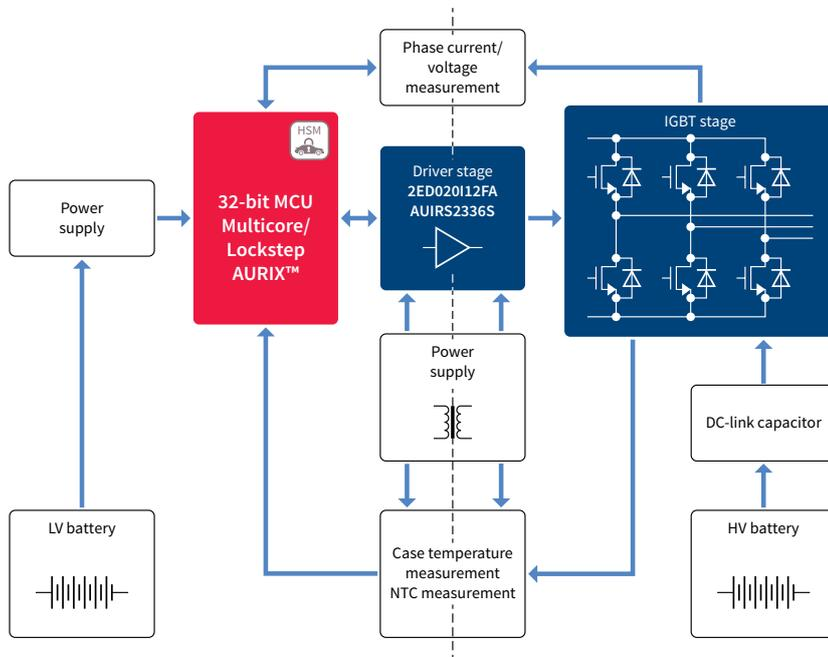 Phase current/
voltage
measurement
IGBT stage
HSM
32-bit MCU
Multicore/
Lockstep
AURIX™
Driver stage
2ED020I12FA
AUIRS2336S
Power
supply
Power
supply
DC-link capacitor
LV battery
Case temperature
measurement
NTC measurement
HV battery